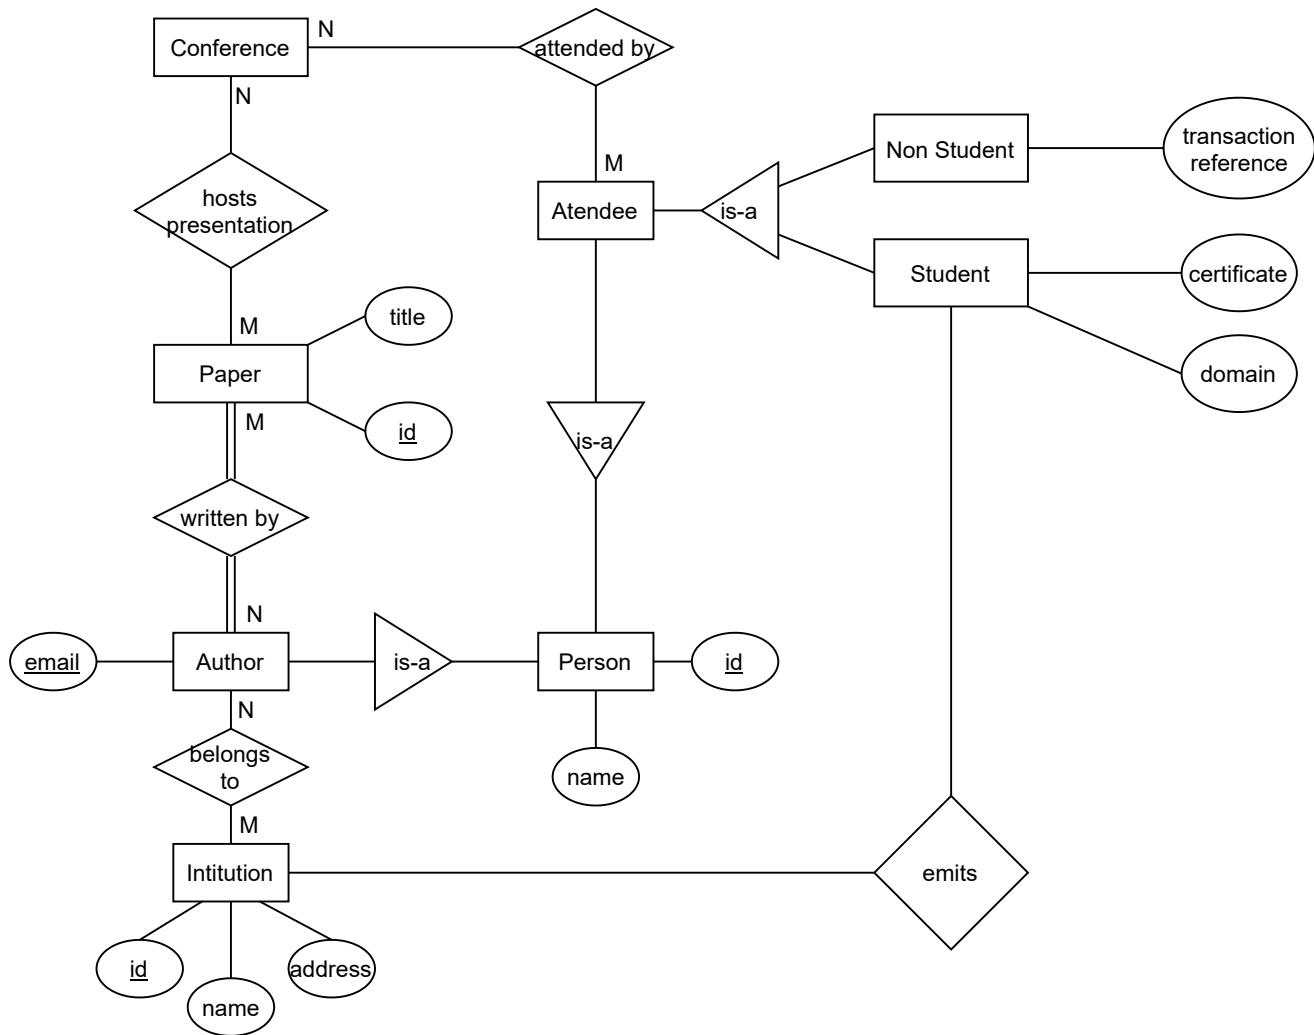 N
Conference
attended by
N
M
hosts
presentation
Non Student
transaction
reference
Atendee
is-a
Student
certificate
M
title
Paper
domain
M
id
is-a
written by
N
email
Author
is-a
Person
id
N
belongs
to
name
M
Intitution
emits
id
address
name